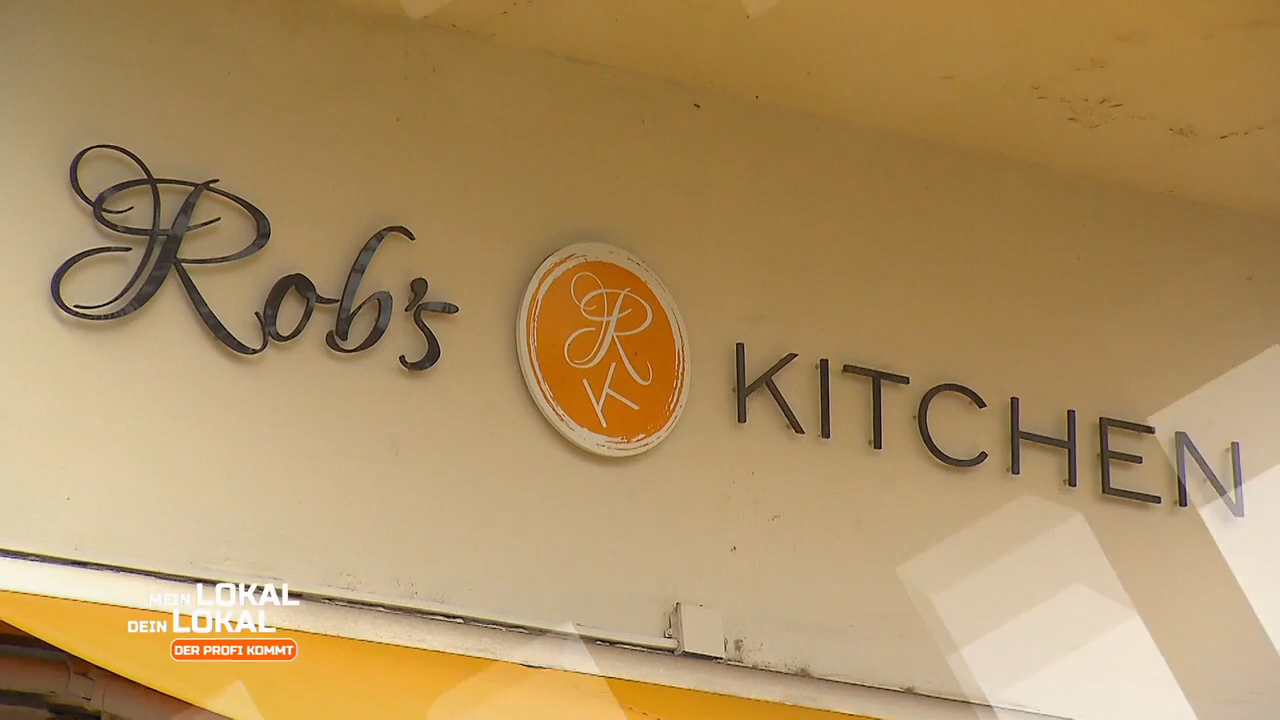 Rob's RK KITCHEN
MEIN LOKAL
DEIN LOKAL
DER PROFI KOMMT